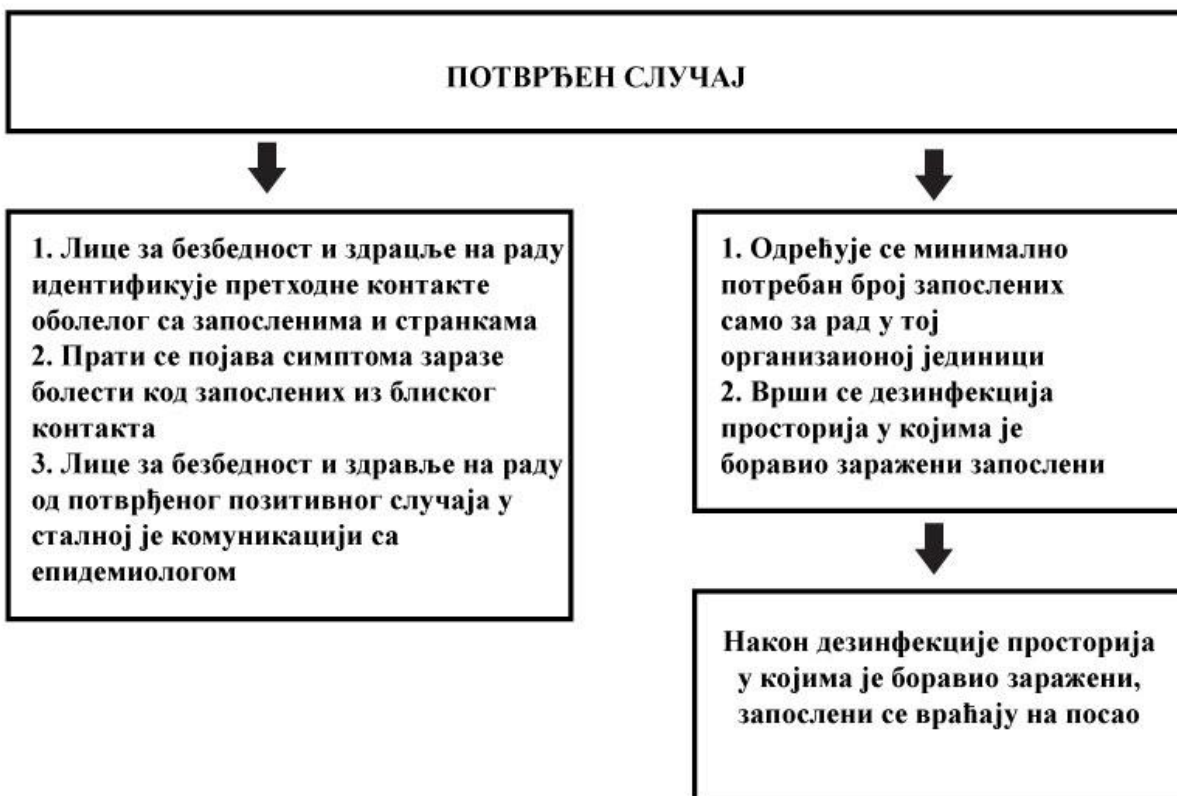 ПОТВРЂЕН СЛУЧАЈ
1. Лице за безбедност и здрацље на раду
идентификује претходне контакте
оболелог са запосленима и странкама
2. Прати се појава симптома заразе
болести код запослених из блиског
контакта
3. Лице за безбедност и здравље на раду
од потврђеног позитивног случаја у
сталној је комуникацији са
епидемиологом
1. Одрећује се минимално
потребан број запослених
само за рад у тој
организаионој јединици
2. Врши се дезинфекција
просторија у којима је
боравио заражени запослени
Након дезинфекције просторија
у којима је боравио заражени,
запослени се враћају на посао